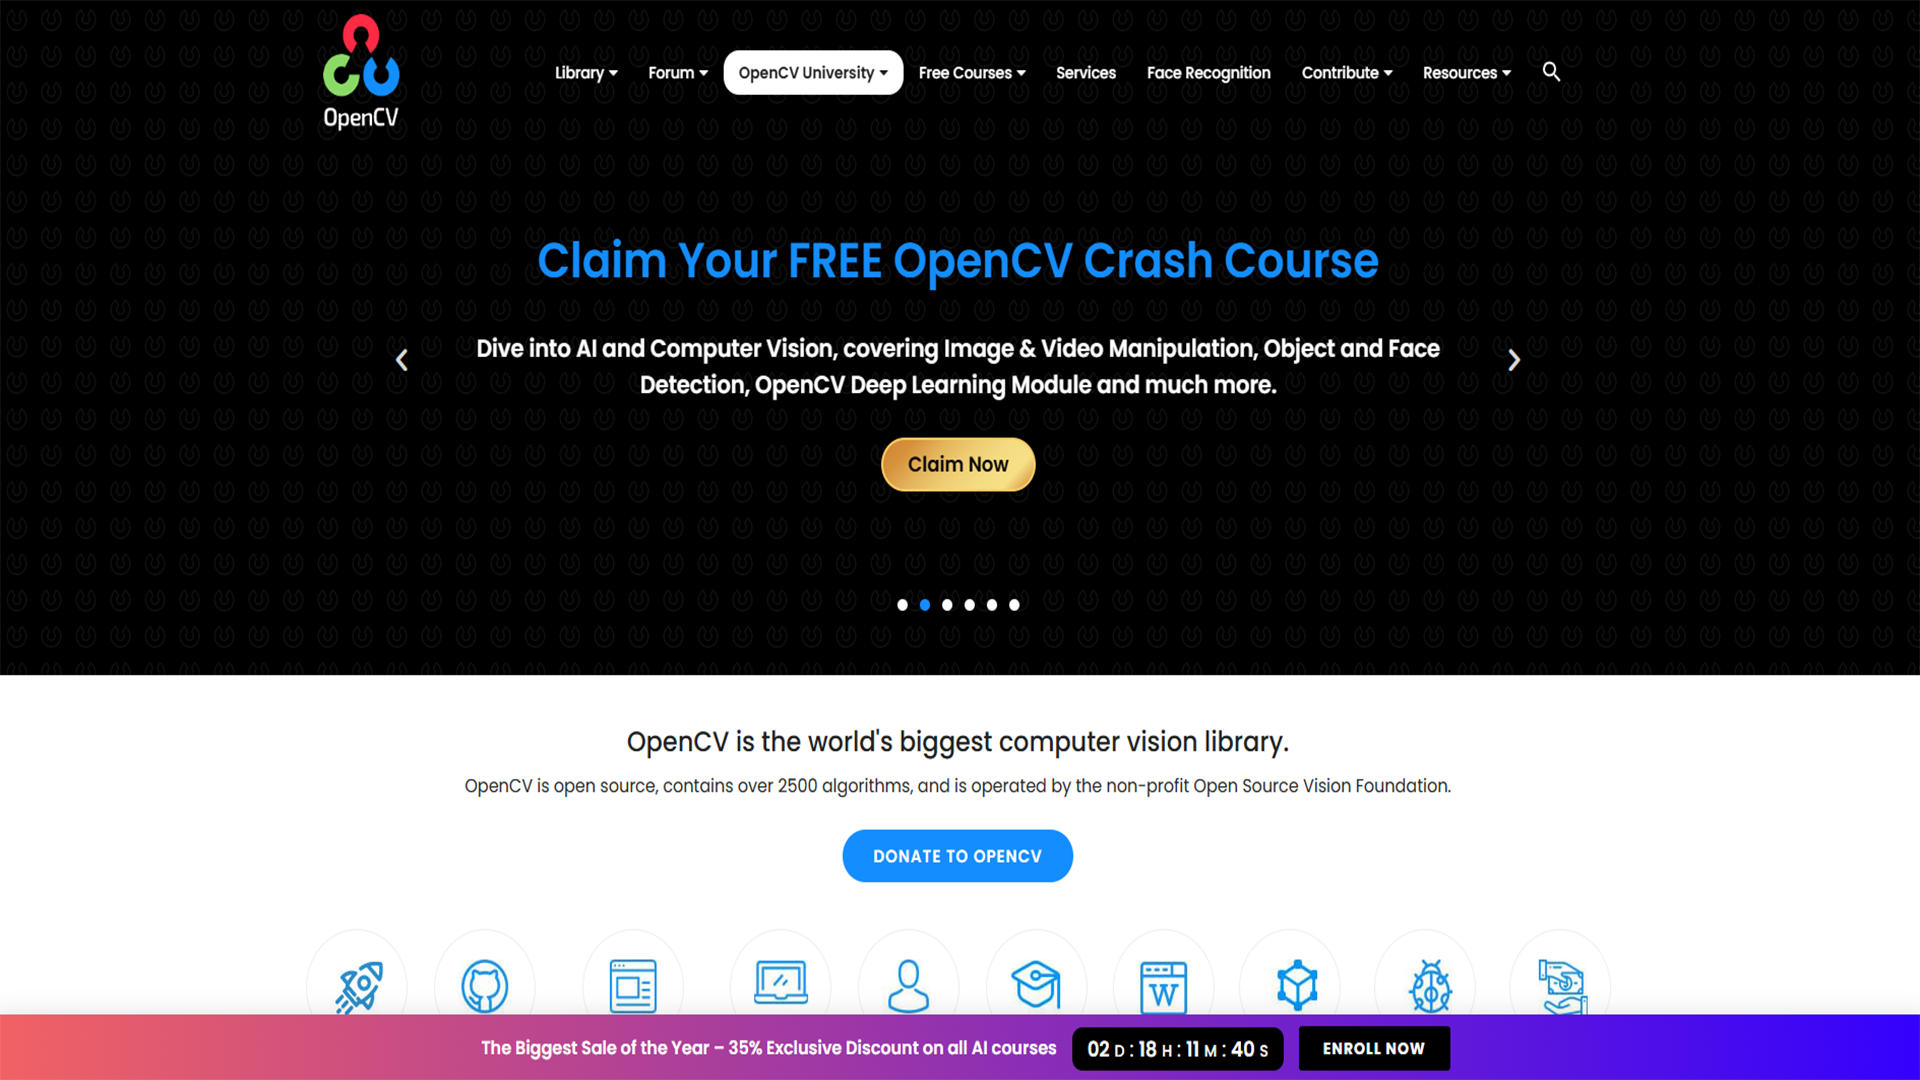 OpenCV
Library
Forum
OpenCV University
Free Courses
Services
Face Recognition
Contribute
Resources
Claim Your FREE OpenCV Crash Course
Dive into AI and Computer Vision, covering Image & Video Manipulation, Object and Face
Detection, OpenCV Deep Learning Module and much more.
Claim Now
OpenCV is the world's biggest computer vision library.
OpenCV is open source, contains over 2500 algorithms, and is operated by the non-profit Open Source Vision Foundation.
DONATE TO OPENCV
W
The Biggest Sale of the Year – 35% Exclusive Discount on all AI courses
02 D : 18 H : 11 M : 40 S
ENROLL NOW